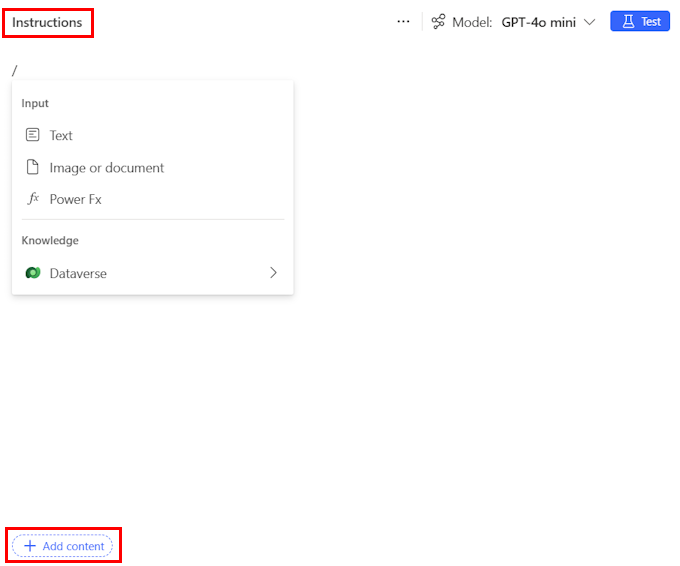 Instructions
··· Model: GPT-4o mini Test
/
Input
Text
Image or document
fx Power Fx
Knowledge
Dataverse
+ Add content